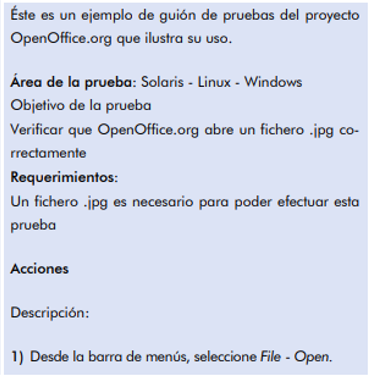 Éste es un ejemplo de guión de pruebas del proyecto
OpenOffice.org que ilustra su uso.
Área de la prueba: Solaris - Linux - Windows
Objetivo de la prueba
Verificar que OpenOffice.org abre un fichero .jpg co-
rrectamente
Requerimientos:
Un fichero .jpg es necesario para poder efectuar esta
prueba
Acciones
Descripción:
1) Desde la barra de menús, seleccione File - Open.